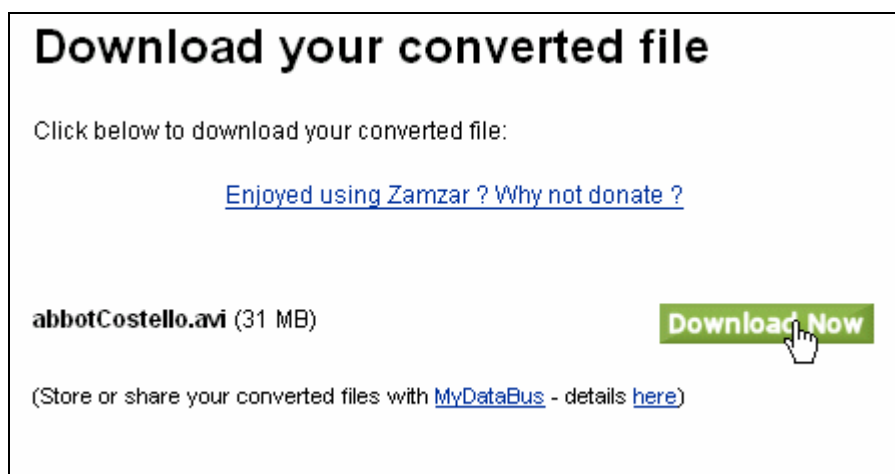 Download your converted file
Click below to download your converted file:
Enjoyed using Zamzar ? Why not donate ?
abbotCostello.avi (31 MB)
Download Now
(Store or share your converted files with MyDataBus - details here)